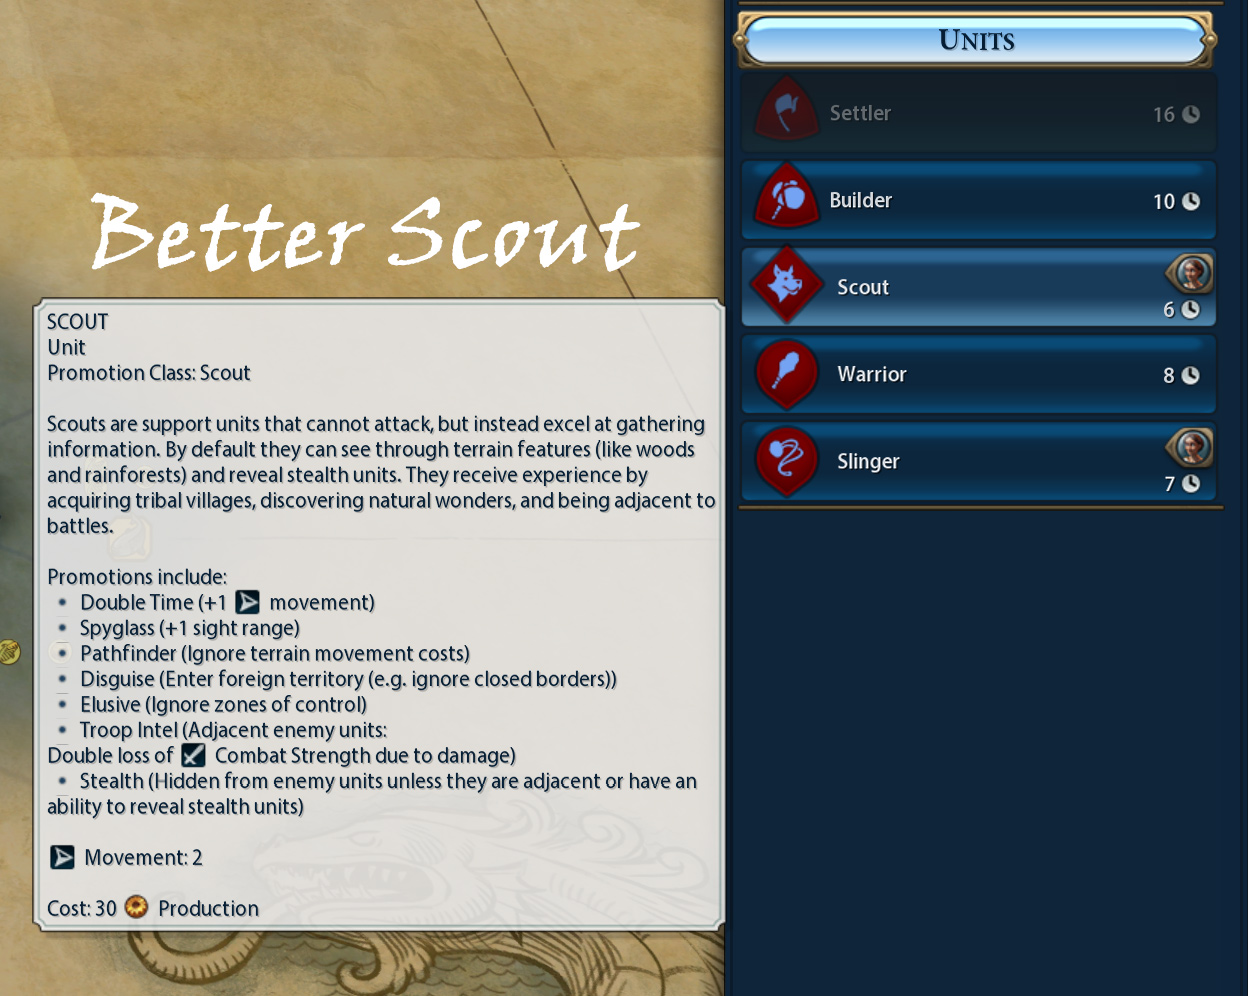 Better Scout
SCOUT
Unit
Promotion Class: Scout
Scouts are support units that cannot attack, but instead excel at gathering
information. By default they can see through terrain features (like woods
and rainforests) and reveal stealth units. They receive experience by
acquiring tribal villages, discovering natural wonders, and being adjacent to
battles.
Promotions include:
• Double Time (+1 movement)
• Spyglass (+1 sight range)
• Pathfinder (Ignore terrain movement costs)
• Disguise (Enter foreign territory (e.g. ignore closed borders))
• Elusive (Ignore zones of control)
• Troop Intel (Adjacent enemy units:
Double loss of Combat Strength due to damage)
• Stealth (Hidden from enemy units unless they are adjacent or have an
ability to reveal stealth units)
Movement: 2
Cost: 30 Production
UNITS
Settler 16
Builder 10
Scout 6
Warrior 8
Slinger 7